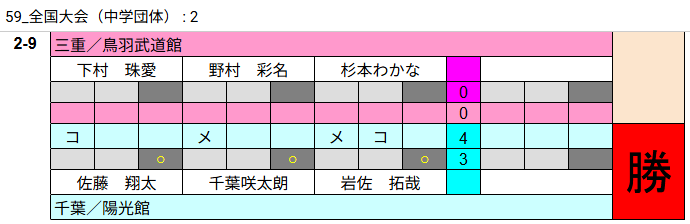 59_全国大会（中学団体）: 2
2-9
三重／鳥羽武道館
下村　珠愛 野村　彩名 杉本わかな
0
0
コ メ メ コ 4
○ ○ ○ 3
勝
佐藤　翔太 千葉咲太朗 岩佐　拓哉
千葉／陽光館